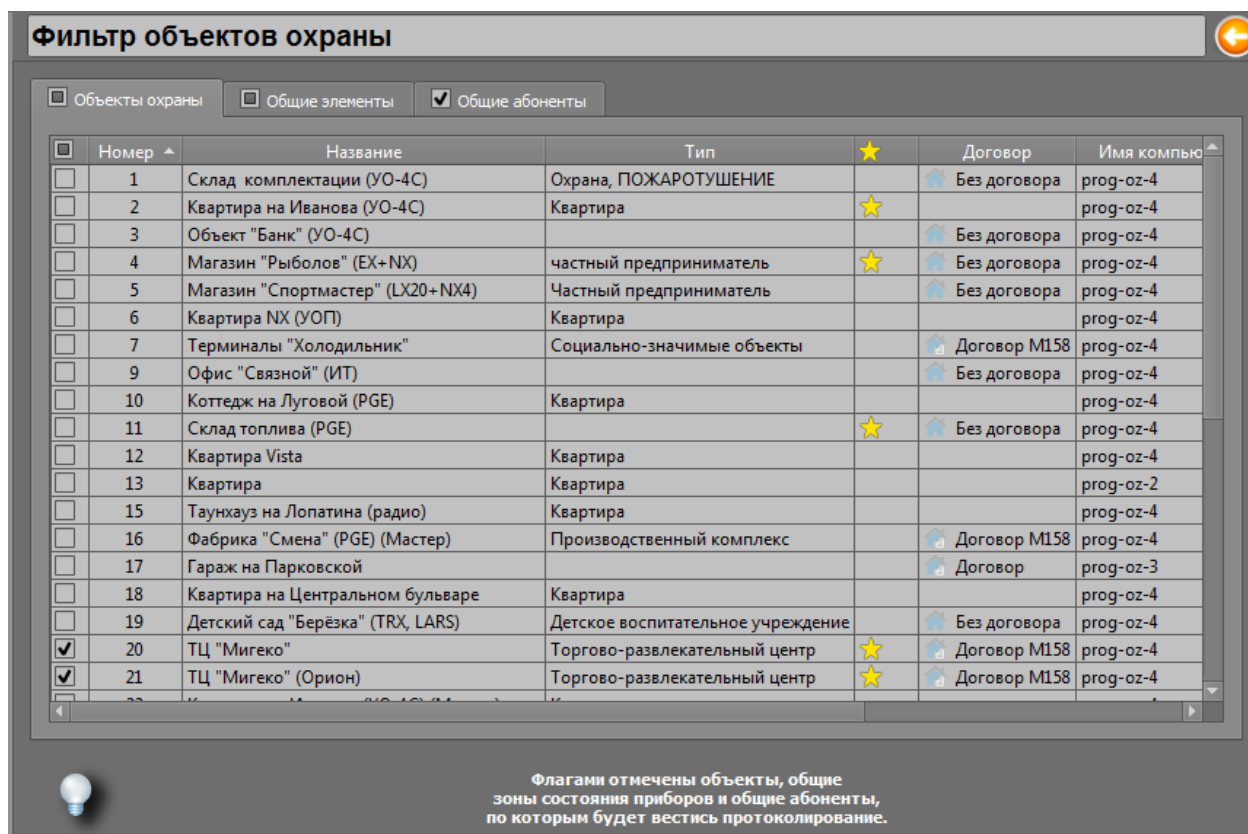 Фильтр объектов охраны
Объекты охраны Общие элементы Общие абоненты
Номер Название Тип Договор Имя компью
1 Склад комплектации (УО-4С) Охрана, ПОЖАРОТУШЕНИЕ Без договора prog-oz-4
2 Квартира на Иванова (УО-4С) Квартира prog-oz-4
3 Объект "Банк" (УО-4С) Без договора prog-oz-4
4 Магазин "Рыболов" (EX+NX) частный предприниматель Без договора prog-oz-4
5 Магазин "Спортмастер" (LX20+NX4) Частный предприниматель Без договора prog-oz-4
6 Квартира NX (УОП) Квартира prog-oz-4
7 Терминалы "Холодильник" Социально-значимые объекты Договор М158 prog-oz-4
9 Офис "Связной" (ИТ) Без договора prog-oz-4
10 Коттедж на Луговой (PGE) Квартира prog-oz-4
11 Склад топлива (PGE) Без договора prog-oz-4
12 Квартира Vista Квартира prog-oz-4
13 Квартира Квартира prog-oz-2
15 Таунхауз на Лопатина (радио) Квартира prog-oz-4
16 Фабрика "Смена" (PGE) (Мастер) Производственный комплекс Договор М158 prog-oz-4
17 Гараж на Парковской Договор prog-oz-3
18 Квартира на Центральном бульваре Квартира prog-oz-4
19 Детский сад "Берёзка" (TRX, LARS) Детское воспитательное учреждение Без договора prog-oz-4
20 ТЦ "Мигеко" Торгово-развлекательный центр Договор М158 prog-oz-4
21 ТЦ "Мигеко" (Орион) Торгово-развлекательный центр Договор М158 prog-oz-4
Флагами отмечены объекты, общие
зоны состояния приборов и общие абоненты,
по которым будет вестись протоколирование.